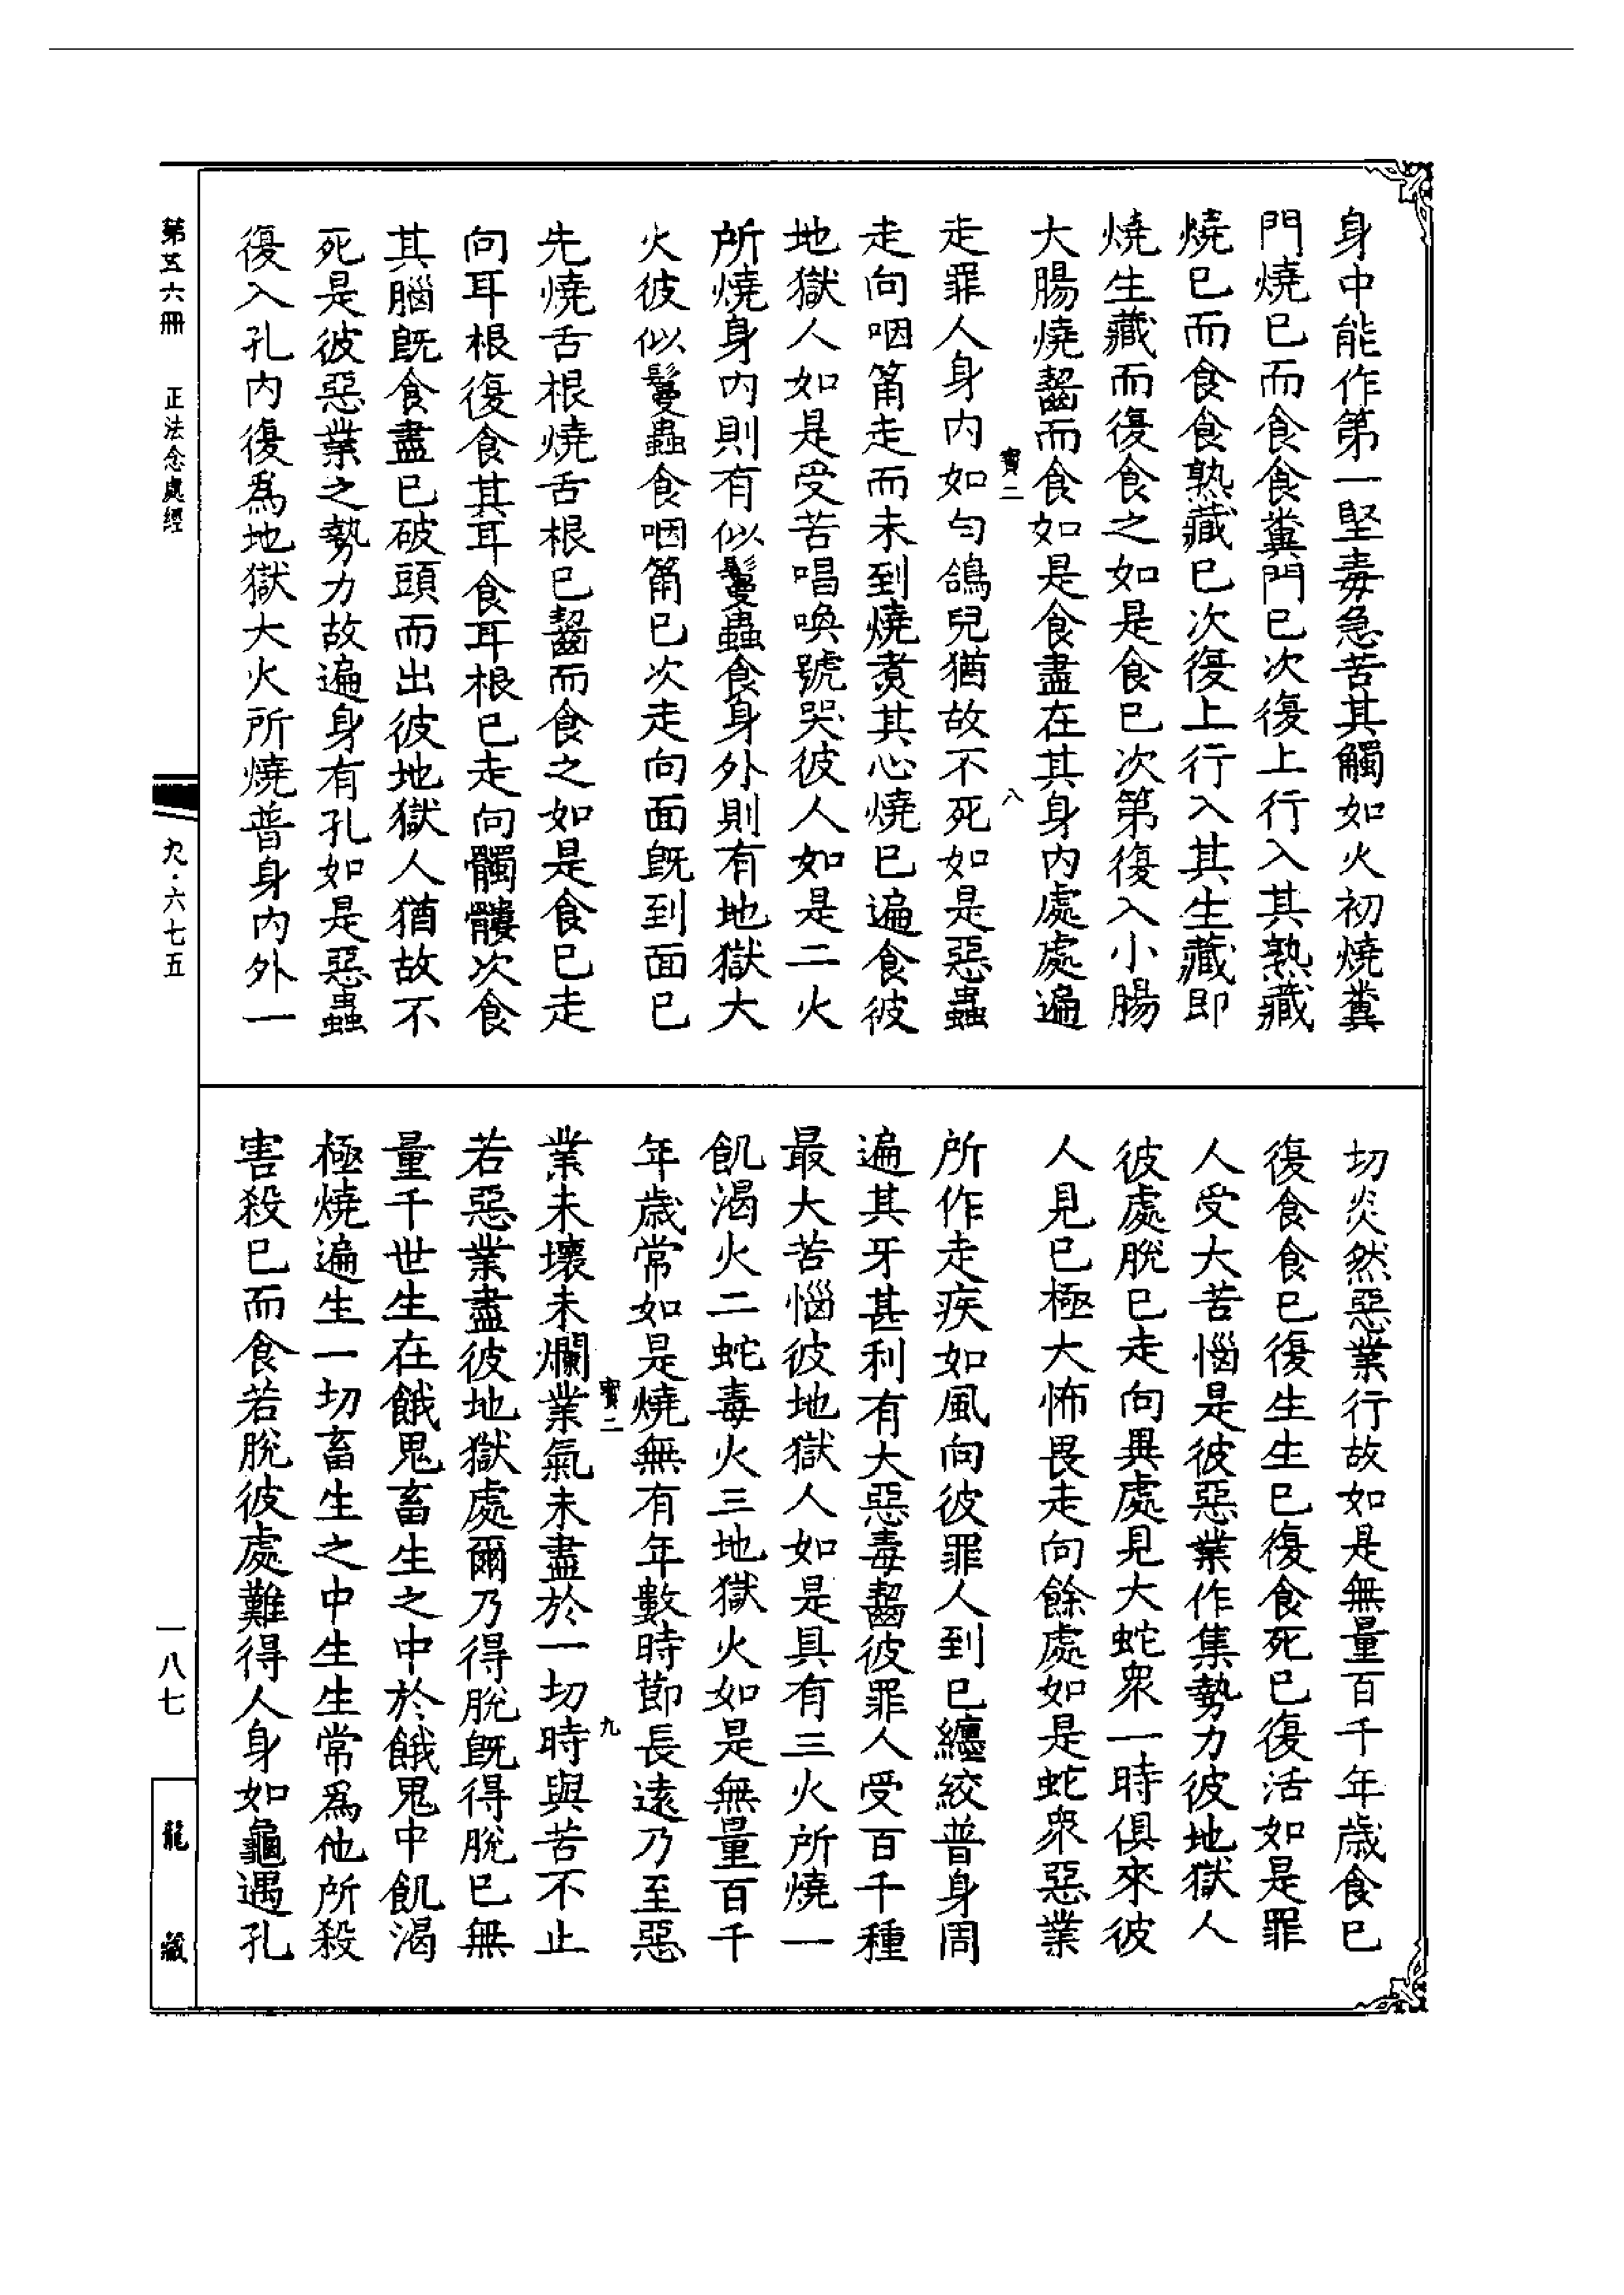 身中能作第一堅毒急苦其觸如火初燒糞
門燒已而食食糞門已次復上行入其熟藏
燒已而食食熟藏已次復上行入其生藏即
燒生藏而復食之如是食已次第復入小腸
大腸燒齧而食如是食盡在其身內處處遍
寶二 八
走罪人身內如勻鴿兒猶故不死如是惡蟲
走向咽筩走而未到燒煮其心燒已遍食彼
地獄人如是受苦唱喚號哭彼人如是二火
所燒身內則有似鬘蟲食身外則有地獄大
火彼似鬘蟲食咽筩已次走向面既到面已
先燒舌根燒舌根已齧而食之如是食已走
向耳根復食其耳食耳根已走向髑髏次食
其腦既食盡已破頭而出彼地獄人猶故不
死是彼惡業之勢力故遍身有孔如是惡蟲
復入孔內復為地獄大火所燒普身內外一
切炎然惡業行故如是無量百千年歲食已
復食食已復生生已復食死已復活如是罪
人受大苦惱是彼惡業作集勢力彼地獄人
彼處脫已走向異處見大蛇眾一時俱來彼
人見已極大怖畏走向餘處如是蛇眾惡業
所作走疾如風向彼罪人到已纏絞普身周
遍其牙甚利有大惡毒齧彼罪人受百千種
最大苦惱彼地獄人如是具有三火所燒一
飢渴火二蛇毒火三地獄火如是無量百千
年歲常如是燒無有年數時節長遠乃至惡
寶二 九
業未壞未爛業氣未盡於一切時與苦不止
若惡業盡彼地獄處爾乃得脫既得脫已無
量千世生在餓鬼畜生之中於餓鬼中飢渴
極燒遍生一切畜生之中生生常為他所殺
害殺已而食若脫彼處難得人身如龜遇孔
第五六冊 正法念處經
九·六七五
一八七
龍藏